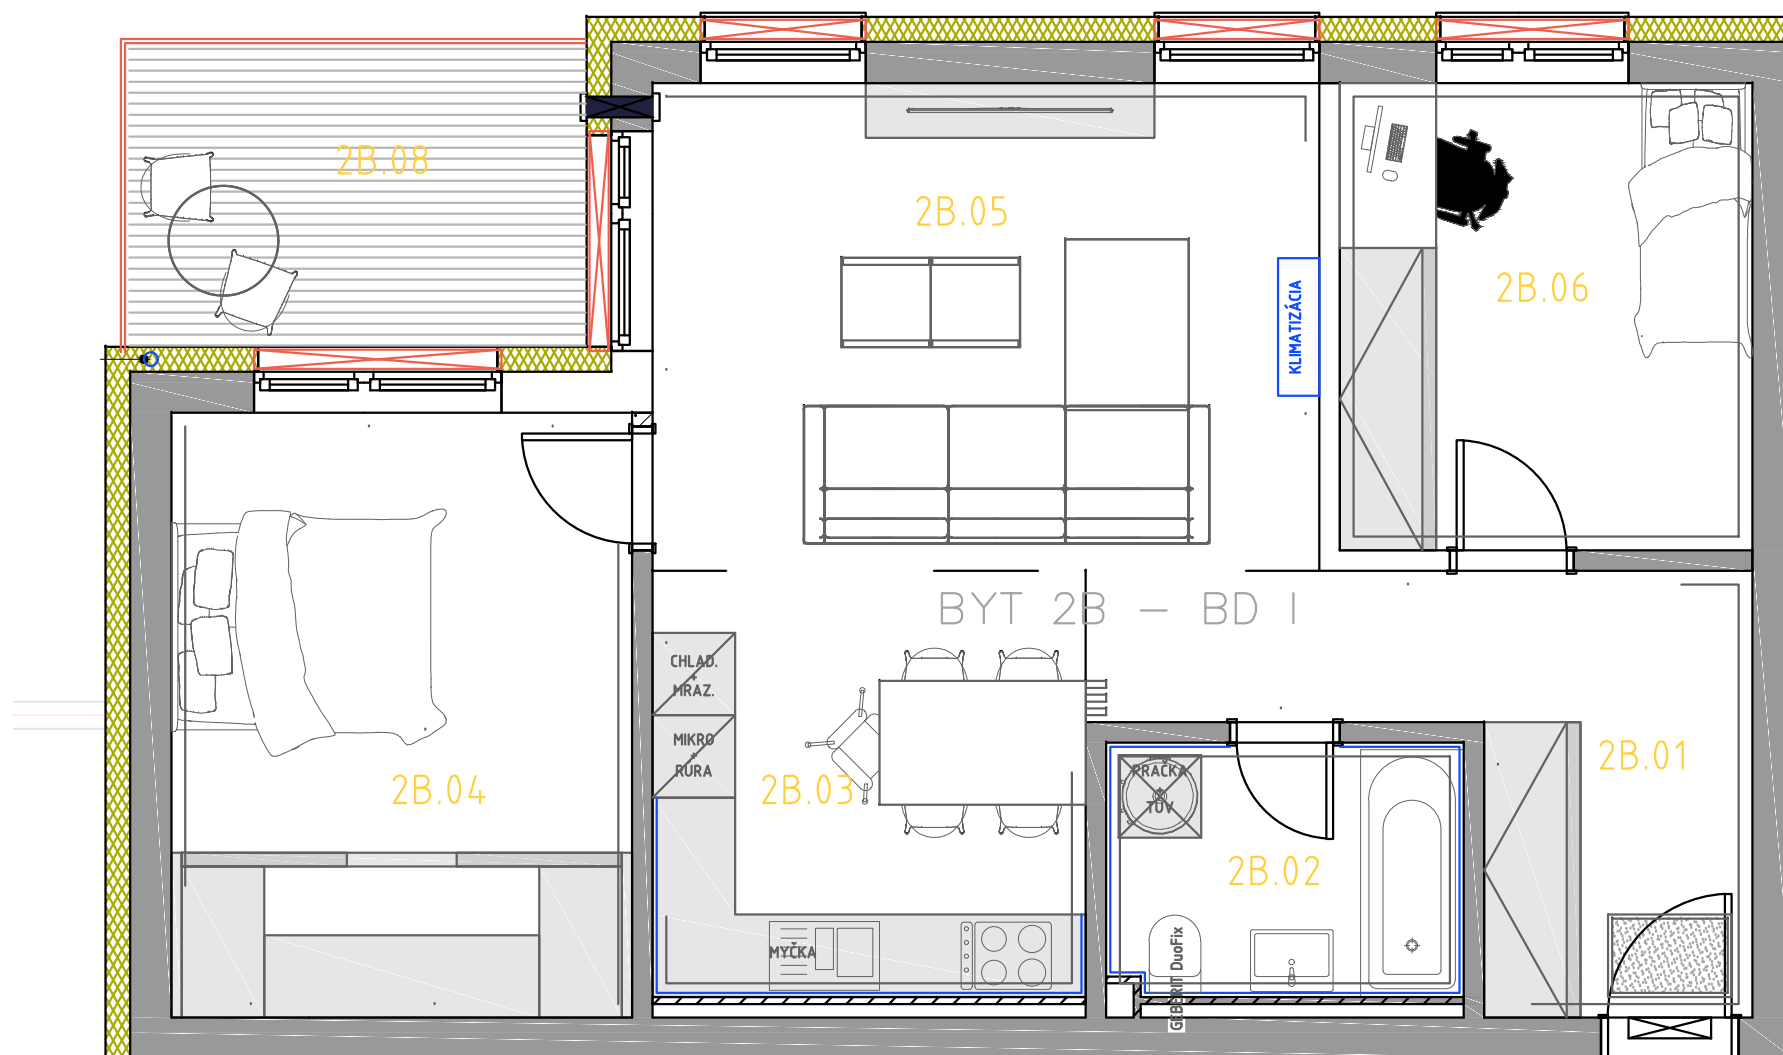 2B.08
2B.05
2B.06
KLIMATIZÁCIA
BYT 2B - BD I
CHLAD.
+
MRAZ.
MIKRO
+
RÚRA
2B.04
2B.03
2B.01
PRAČKA
+
TÚV
2B.02
MYČKA
GEBERIT DuoFix